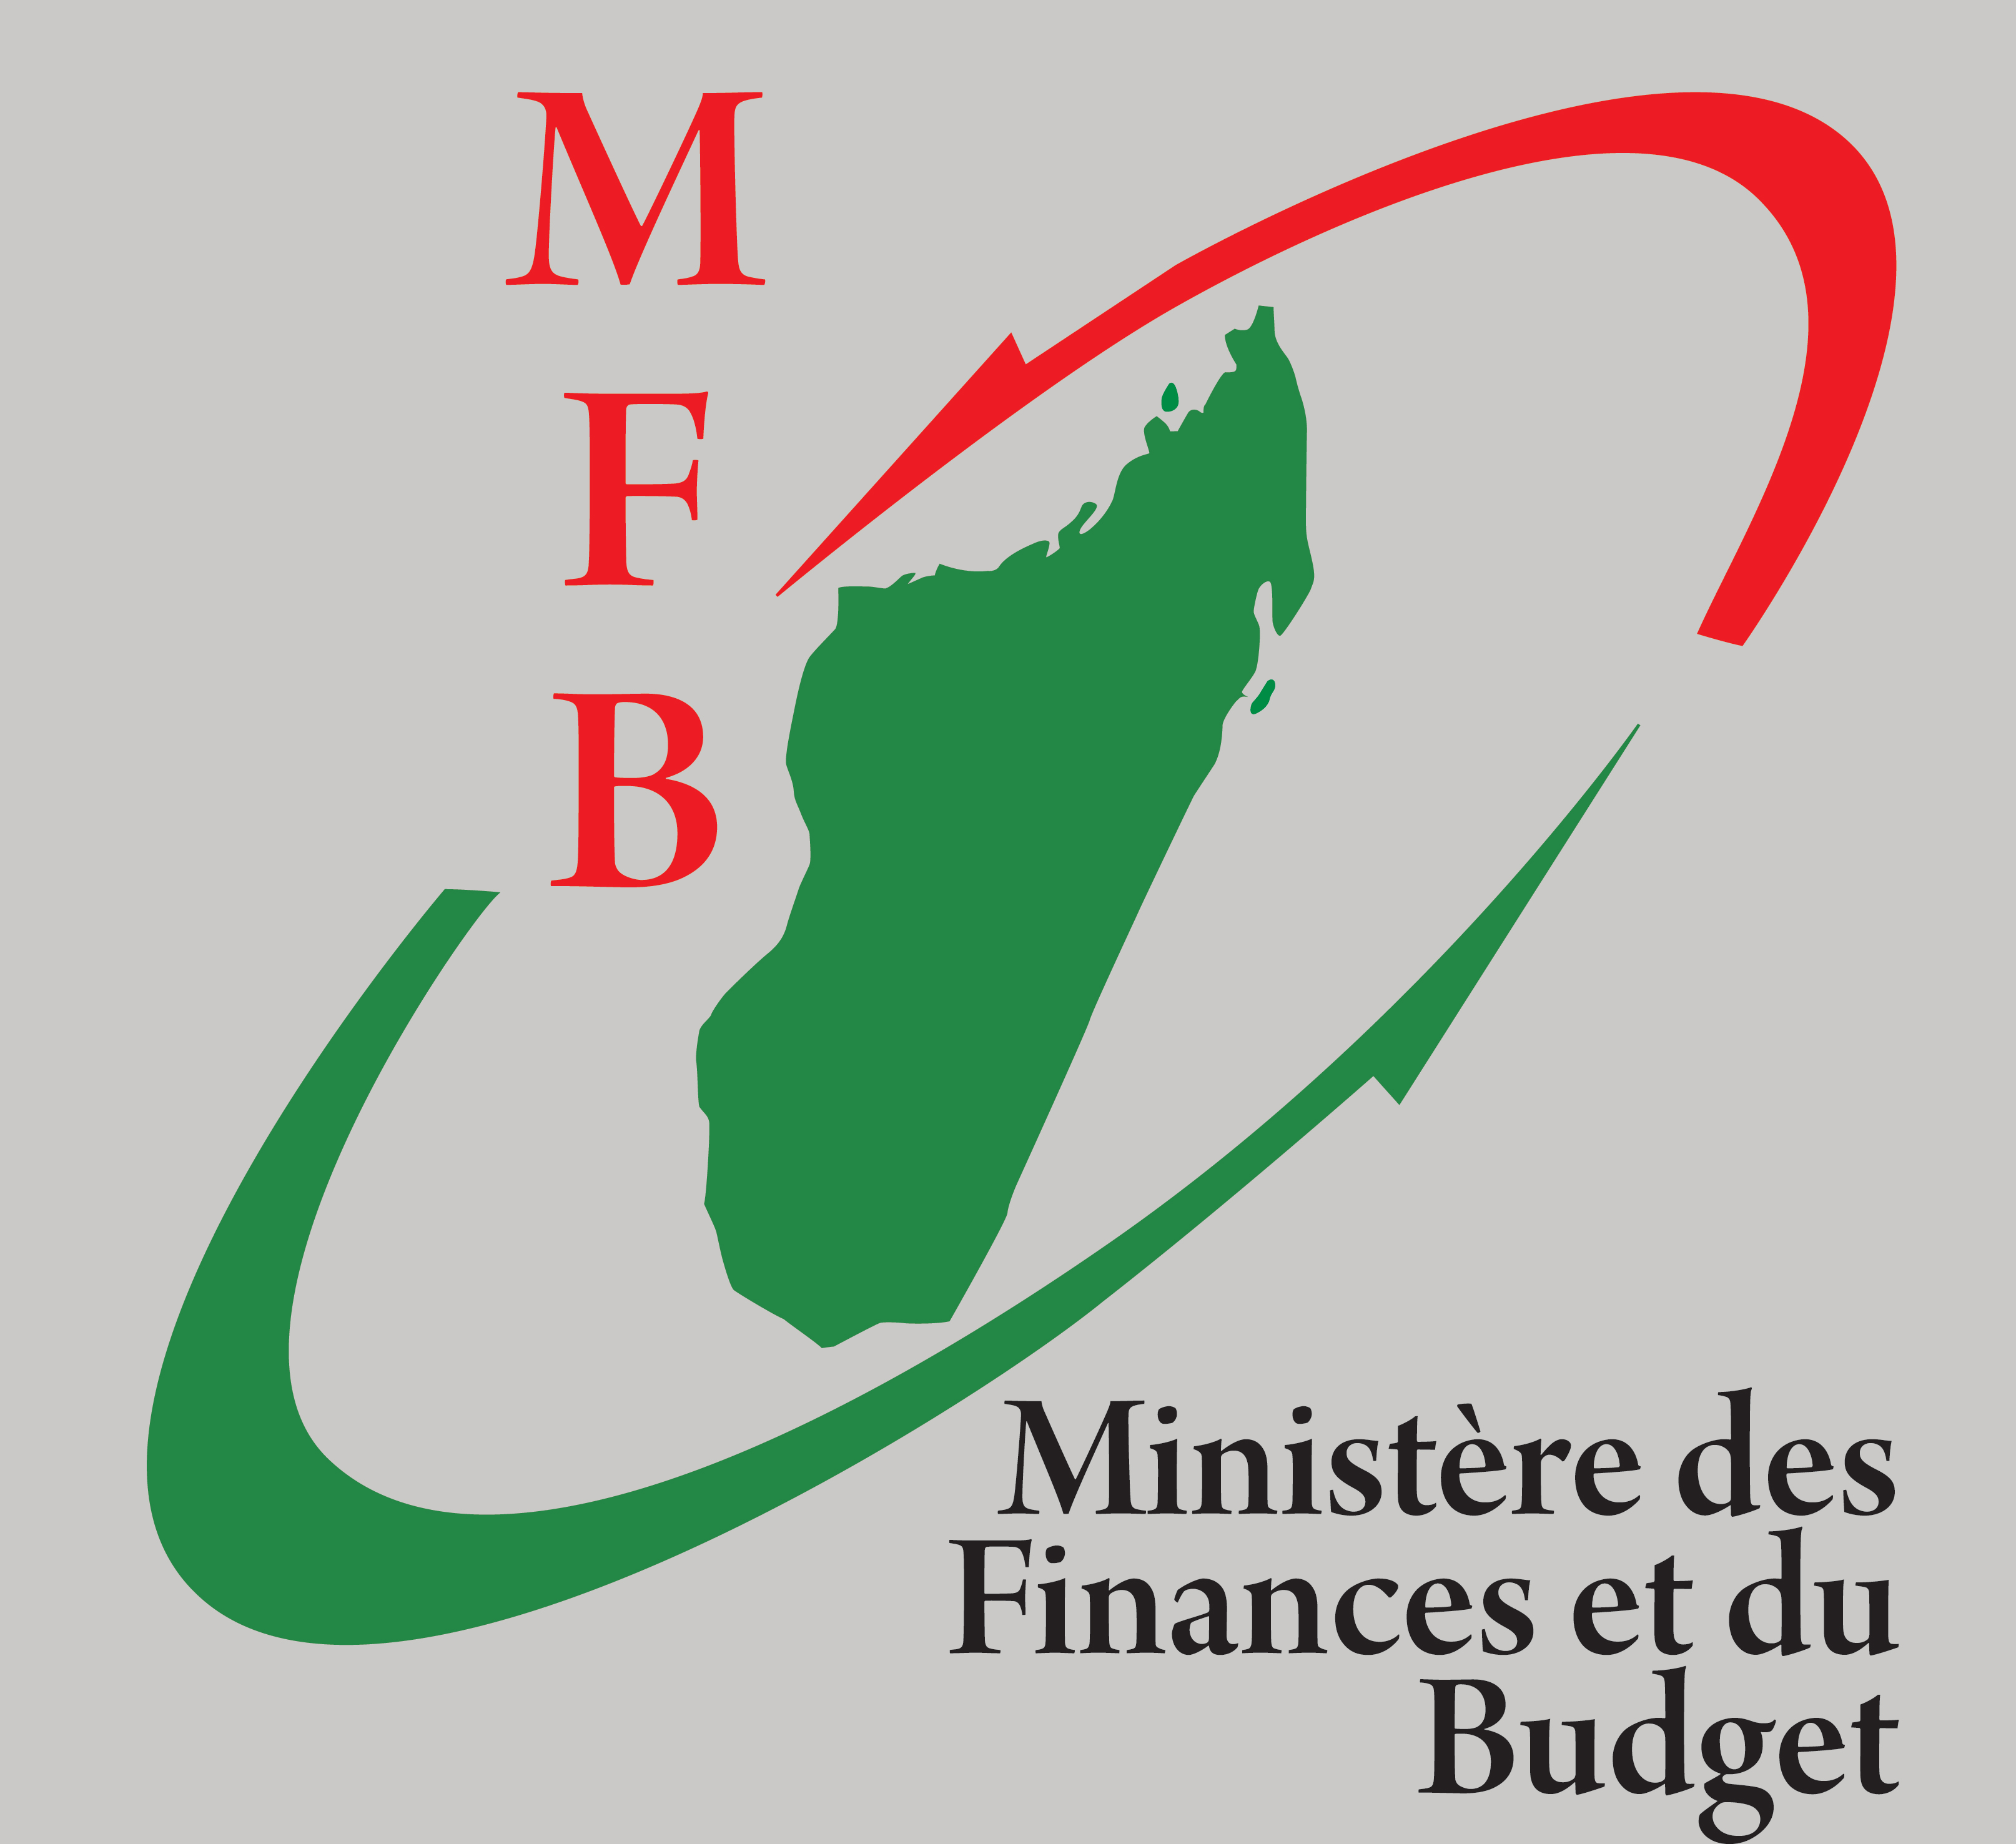 M
F
B
Ministère des
Finances et du
Budget